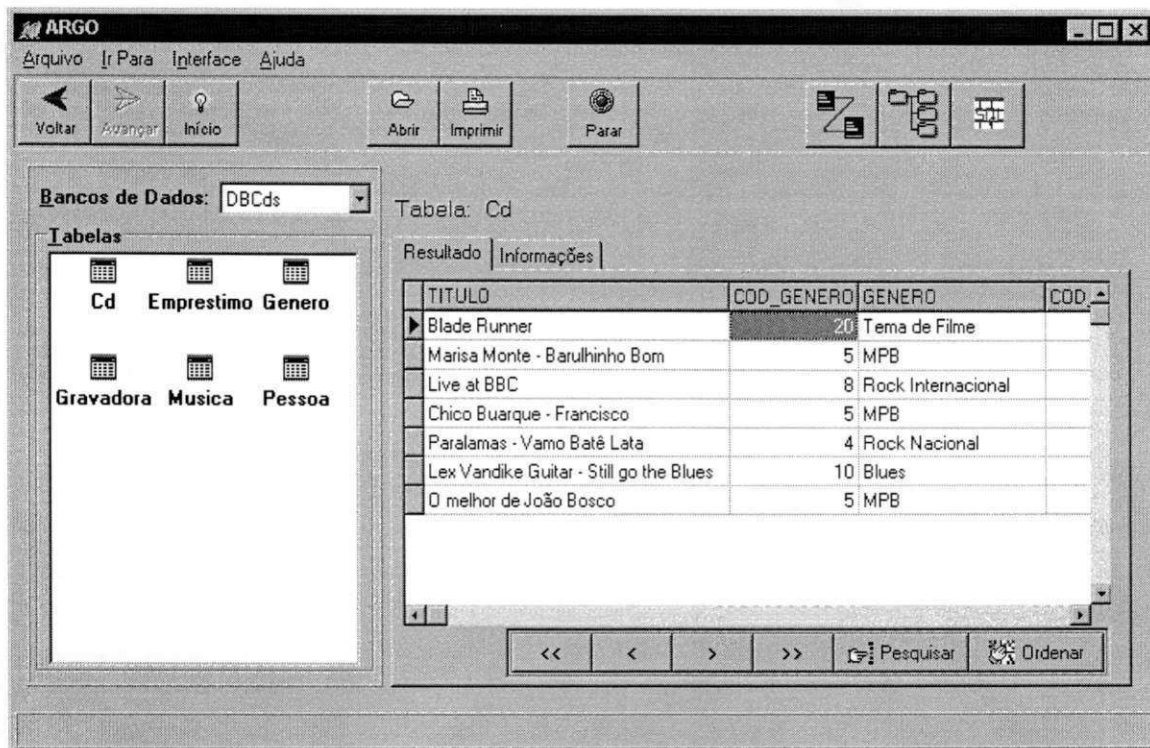 ARGO
Arquivo Ir Para Interface Ajuda
Voltar Avançar Início Abrir Imprimir Parar SQL
Bancos de Dados: DBCds
Tabelas
Cd Emprestimo Genero
Gravadora Musica Pessoa
Tabela: Cd
Resultado Informações
TITULO COD_GENERO GENERO COD_
Blade Runner 20 Tema de Filme
Marisa Monte - Barulhinho Bom 5 MPB
Live at BBC 8 Rock Internacional
Chico Buarque - Francisco 5 MPB
Paralamas - Vamo Batê Lata 4 Rock Nacional
Lex Vandike Guitar - Still go the Blues 10 Blues
O melhor de João Bosco 5 MPB
<< < > >> Pesquisar Ordenar